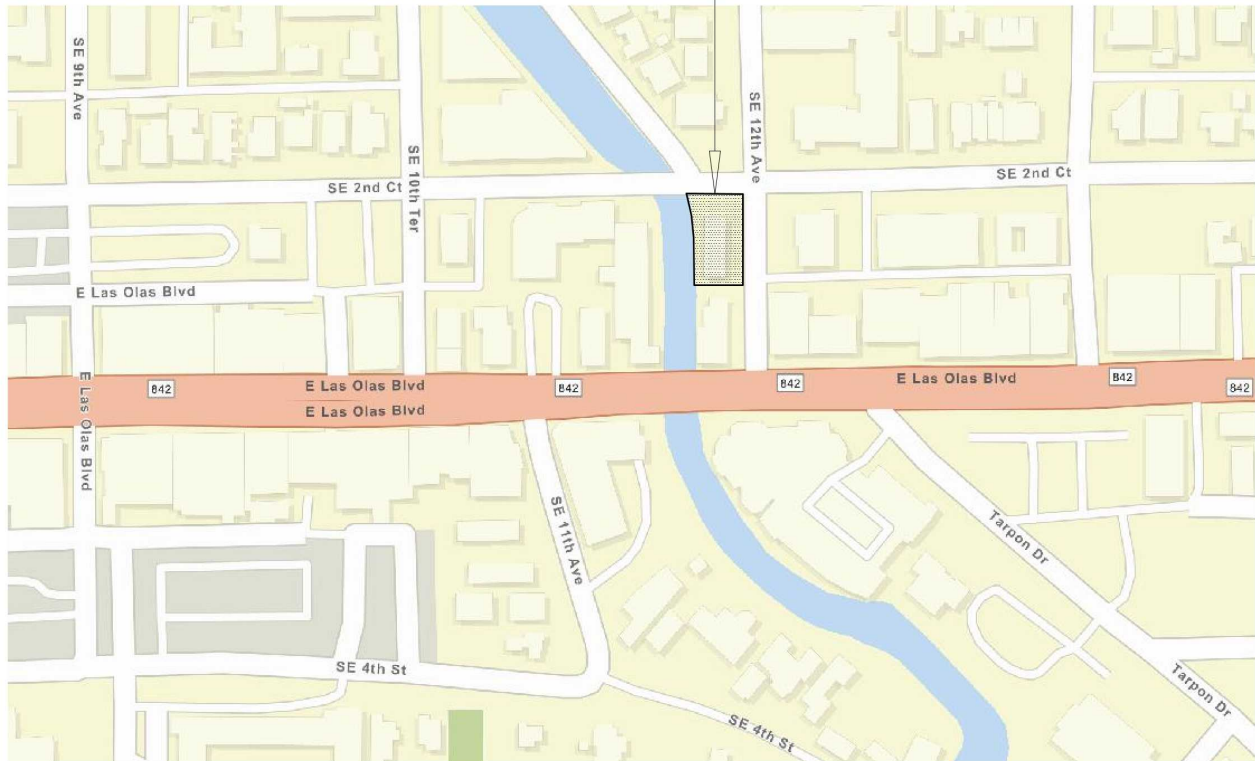 SE 9th Ave
SE 10th Ter
SE 12th Ave
SE 2nd Ct
SE 2nd Ct
E Las Olas Blvd
842
E Las Olas Blvd
842
842
E Las Olas Blvd
842
842
E Las Olas Blvd
E Las Olas Blvd
SE 11th Ave
Tarpon Dr
SE 4th St
Tarpon Dr
SE 4th St